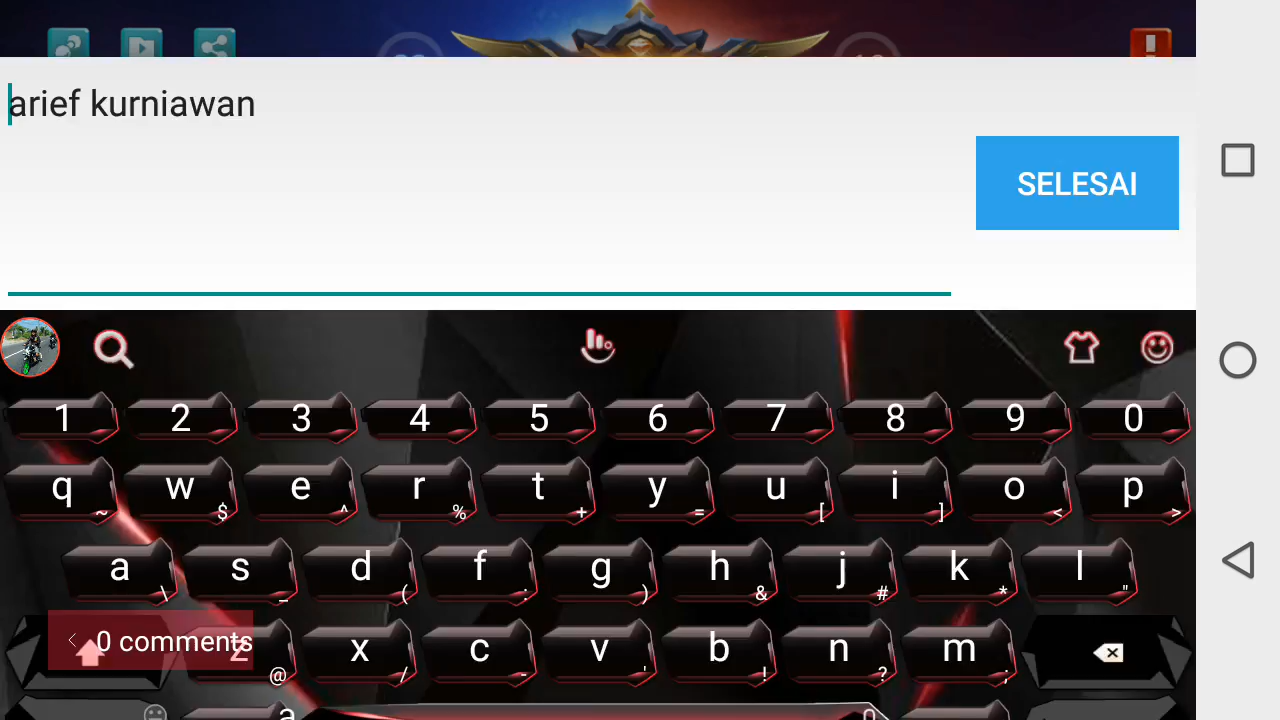 arief kurniawan
SELESAI
1 2 3 4 5 6 7 8 9 0
q w e r t y u i o p
~ $ ^ % + = [ ] < >
a s d f g h j k l
\ _ ( : ) & # * "
0 comments
z x c v b n m
@ / - ' ! ? ;